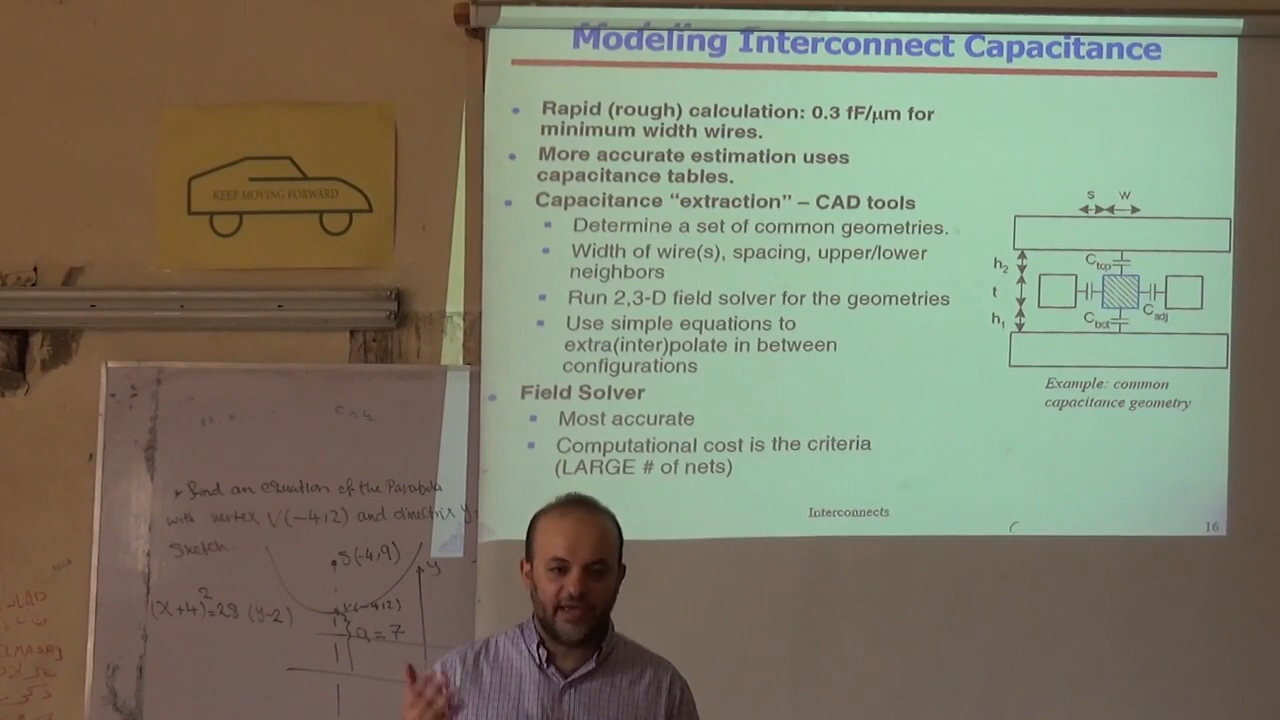 Modeling Interconnect Capacitance
Rapid (rough) calculation: 0.3 fF/μm for
minimum width wires.
More accurate estimation uses
capacitance tables.
Capacitance "extraction" – CAD tools
Determine a set of common geometries.
Width of wire(s), spacing, upper/lower
neighbors
Run 2,3-D field solver for the geometries
Use simple equations to
extra(inter)polate in between
configurations
Field Solver
Most accurate
Computational cost is the criteria
(LARGE # of nets)
s w
h2
t
h1
Ctop
Cbot
Cadj
Example: common
capacitance geometry
Interconnects
16
KEEP MOVING FORWARD
Find an equation of the Parabola
with vertex V(-4,2) and directrix y
Sketch
S(-4,9)
y
V(-4,2)
(x+4)²=28 (y-2)
a=7
ELMASRY